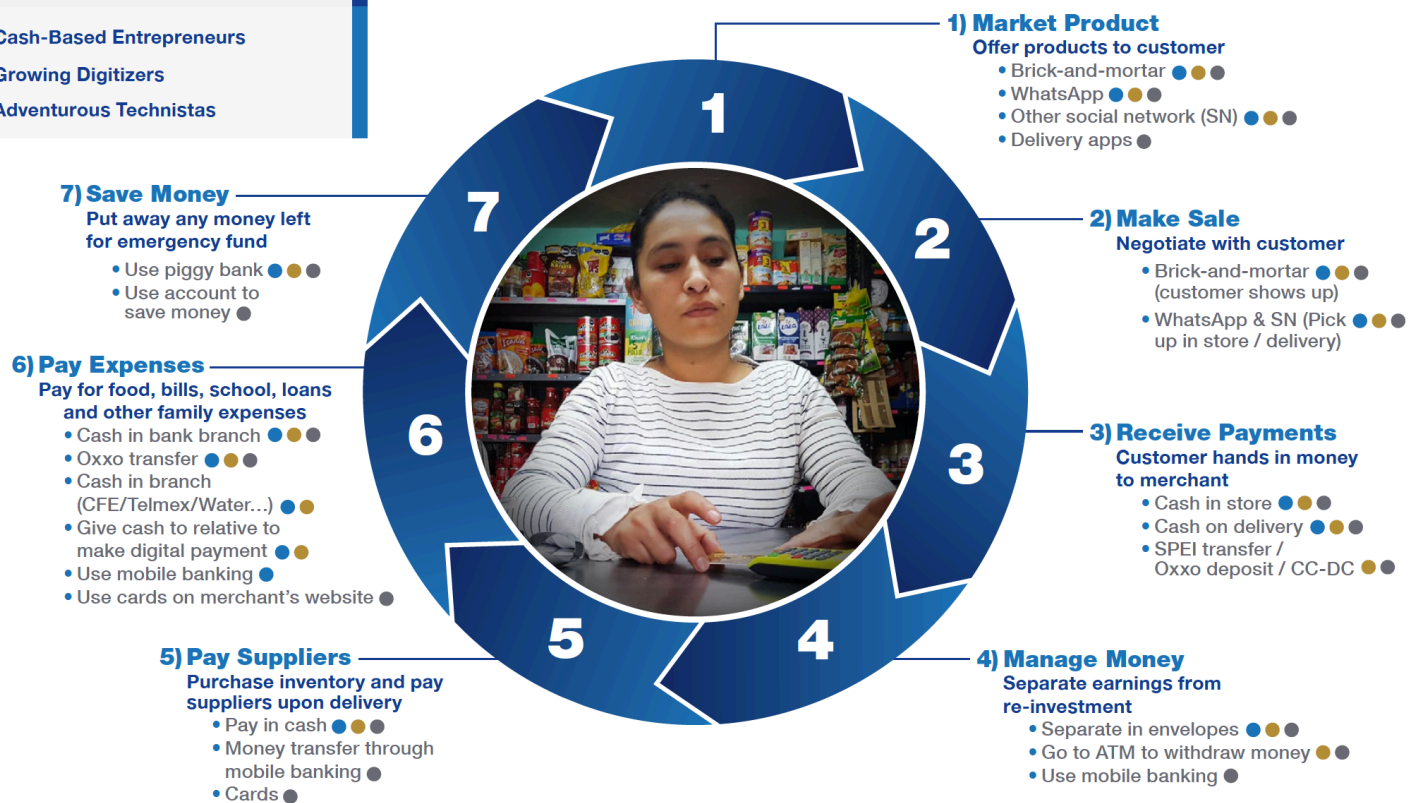 Cash-Based Entrepreneurs
Growing Digitizers
Adventurous Technistas
1) Market Product
Offer products to customer
• Brick-and-mortar
• WhatsApp
• Other social network (SN)
• Delivery apps
2) Make Sale
Negotiate with customer
• Brick-and-mortar
(customer shows up)
• WhatsApp & SN (Pick
up in store / delivery)
3) Receive Payments
Customer hands in money
to merchant
• Cash in store
• Cash on delivery
• SPEI transfer /
Oxxo deposit / CC-DC
4) Manage Money
Separate earnings from
re-investment
• Separate in envelopes
• Go to ATM to withdraw money
• Use mobile banking
5) Pay Suppliers
Purchase inventory and pay
suppliers upon delivery
• Pay in cash
• Money transfer through
mobile banking
• Cards
6) Pay Expenses
Pay for food, bills, school, loans
and other family expenses
• Cash in bank branch
• Oxxo transfer
• Cash in branch
(CFE/Telmex/Water...)
• Give cash to relative to
make digital payment
• Use mobile banking
• Use cards on merchant's website
7) Save Money
Put away any money left
for emergency fund
• Use piggy bank
• Use account to
save money
1
2
3
4
5
6
7